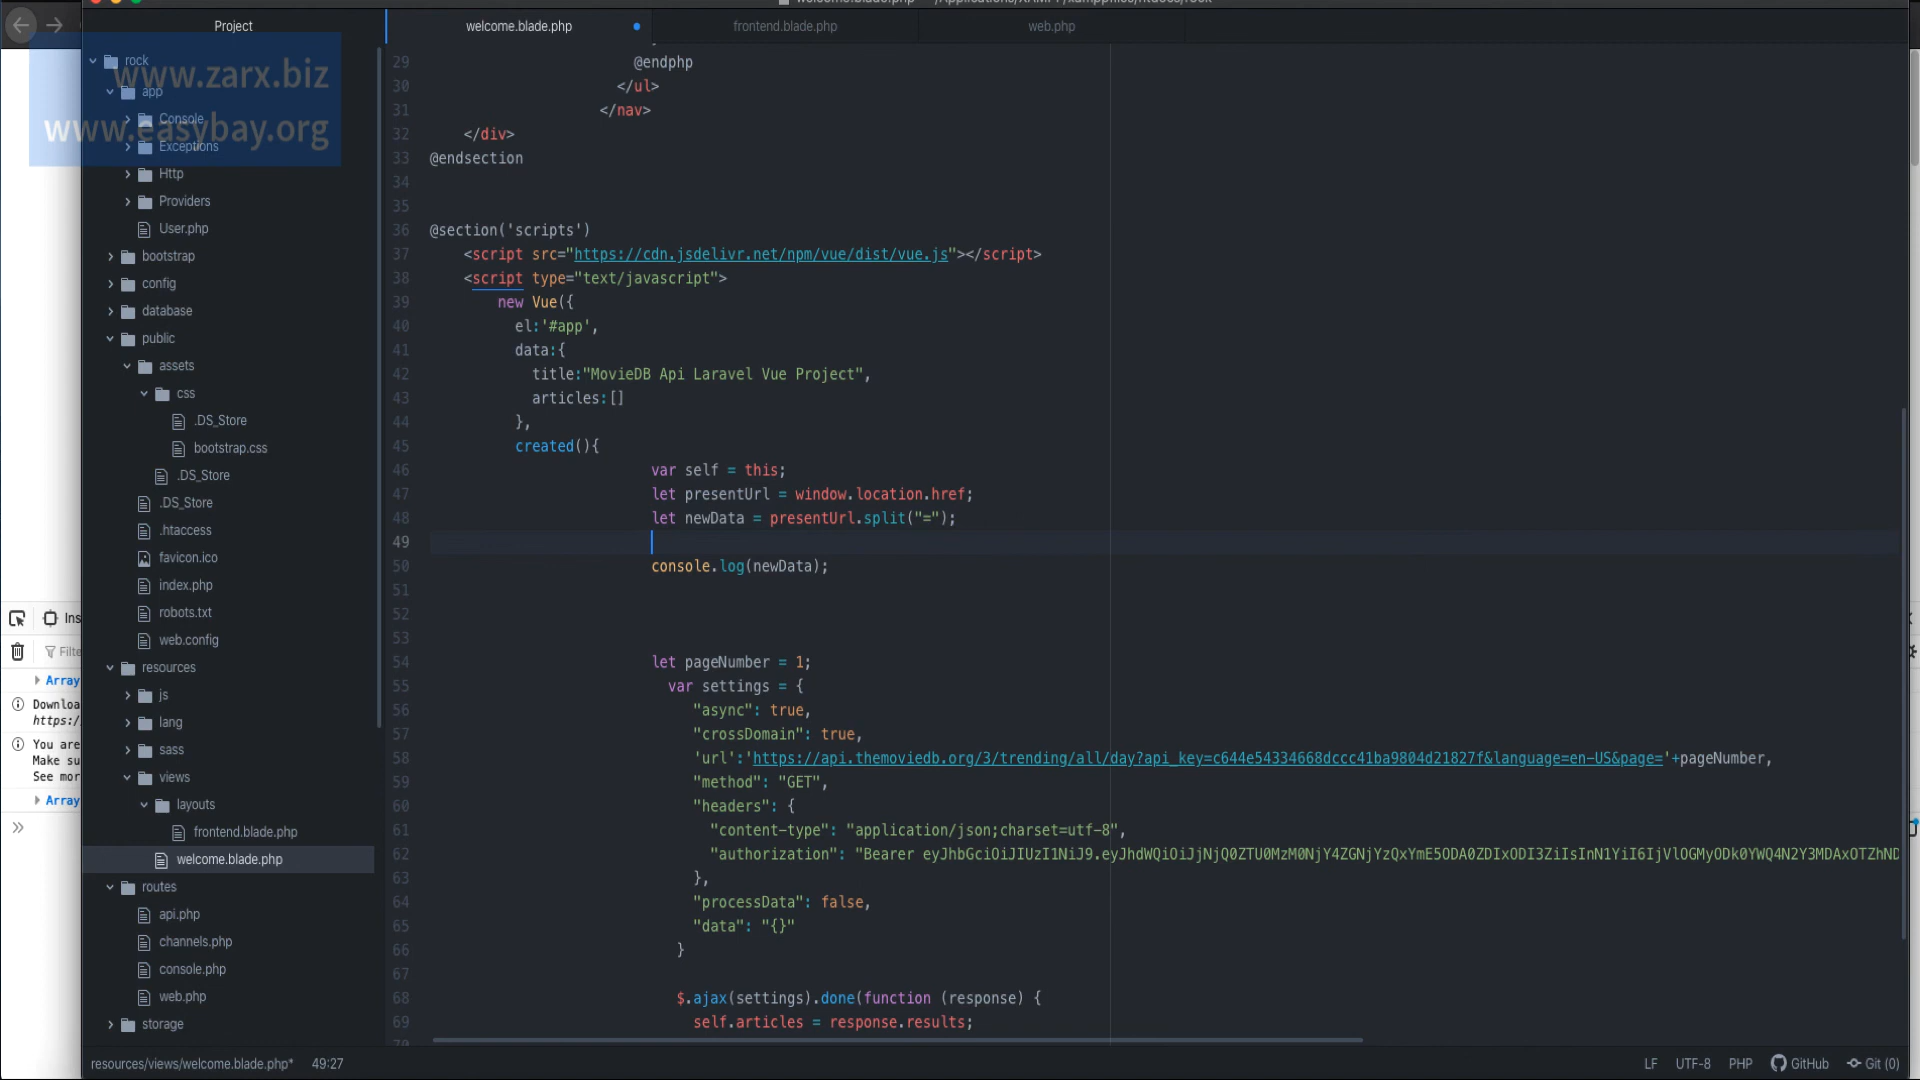 Project
welcome.blade.php
frontend.blade.php
web.php
www.zarx.biz
www.easybay.org
rock
app
Console
Exceptions
Http
Providers
User.php
bootstrap
config
database
public
assets
css
.DS_Store
bootstrap.css
.DS_Store
.DS_Store
.htaccess
favicon.ico
index.php
robots.txt
web.config
resources
js
lang
sass
views
layouts
frontend.blade.php
welcome.blade.php
routes
api.php
channels.php
console.php
web.php
storage
Ins
Filte
Array
Downloa
https:/
You are
Make su
See mor
Array
29 @endphp
30 </ul>
31 </nav>
32 </div>
33 @endsection
34
35
36 @section('scripts')
37 <script src="https://cdn.jsdelivr.net/npm/vue/dist/vue.js"></script>
38 <script type="text/javascript">
39 new Vue({
40 el:'#app',
41 data:{
42 title:"MovieDB Api Laravel Vue Project",
43 articles:[]
44 },
45 created(){
46 var self = this;
47 let presentUrl = window.location.href;
48 let newData = presentUrl.split("=");
49
50 console.log(newData);
51
52
53
54 let pageNumber = 1;
55 var settings = {
56 "async": true,
57 "crossDomain": true,
58 'url':'https://api.themoviedb.org/3/trending/all/day?api_key=c644e54334668dccc41ba9804d21827f&language=en-US&page='+pageNumber,
59 "method": "GET",
60 "headers": {
61 "content-type": "application/json;charset=utf-8",
62 "authorization": "Bearer eyJhbGciOiJIUzI1NiJ9.eyJhdWQiOiJjNjQ0ZTU0MzM0NjY4ZGNjYzQxYmE5ODA0ZDIxODI3ZiIsInN1YiI6IjVlOGMyODk0YWQ4N2Y3MDAxOTZhND
63 },
64 "processData": false,
65 "data": "{}"
66 }
67
68 $.ajax(settings).done(function (response) {
69 self.articles = response.results;
resources/views/welcome.blade.php* 49:27
LF UTF-8 PHP GitHub Git (0)